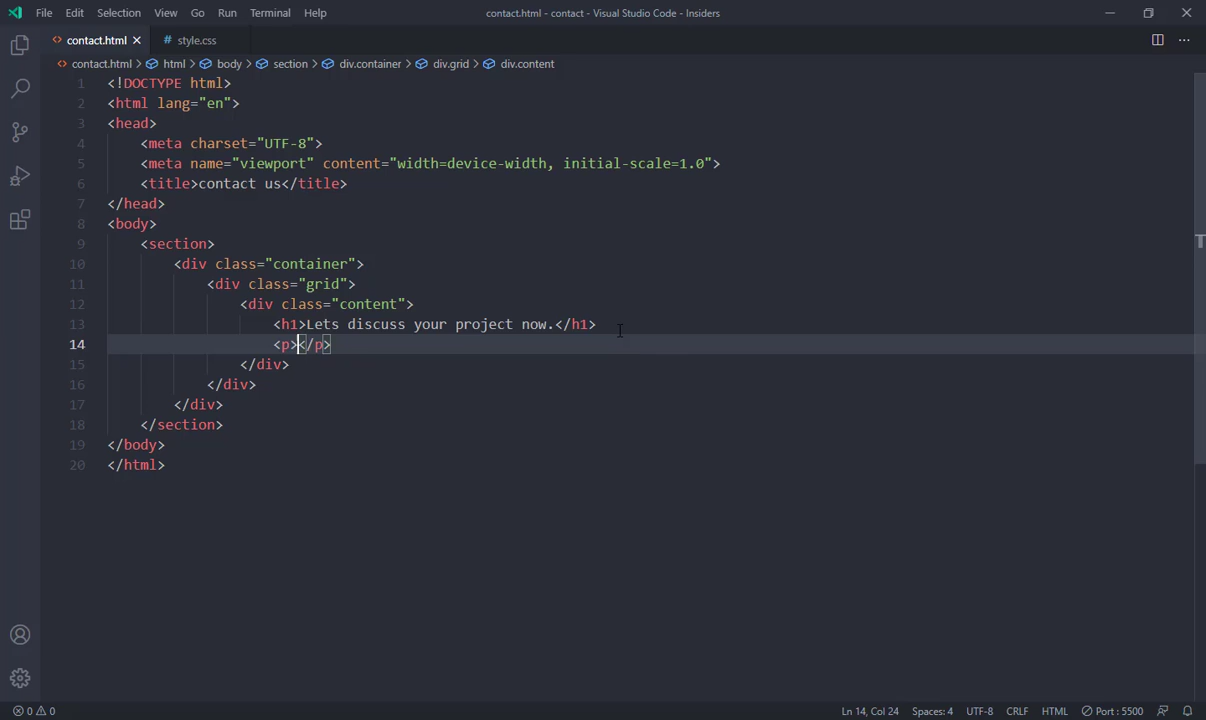 File Edit Selection View Go Run Terminal Help contact.html - contact - Visual Studio Code - Insiders
contact.html # style.css
contact.html > html > body > section > div.container > div.grid > div.content
1 <!DOCTYPE html>
2 <html lang="en">
3 <head>
4 <meta charset="UTF-8">
5 <meta name="viewport" content="width=device-width, initial-scale=1.0">
6 <title>contact us</title>
7 </head>
8 <body>
9 <section>
10 <div class="container">
11 <div class="grid">
12 <div class="content">
13 <h1>Lets discuss your project now.</h1>
14 <p></p>
15 </div>
16 </div>
17 </div>
18 </section>
19 </body>
20 </html>
0 0 Ln 14, Col 24 Spaces: 4 UTF-8 CRLF HTML Port : 5500